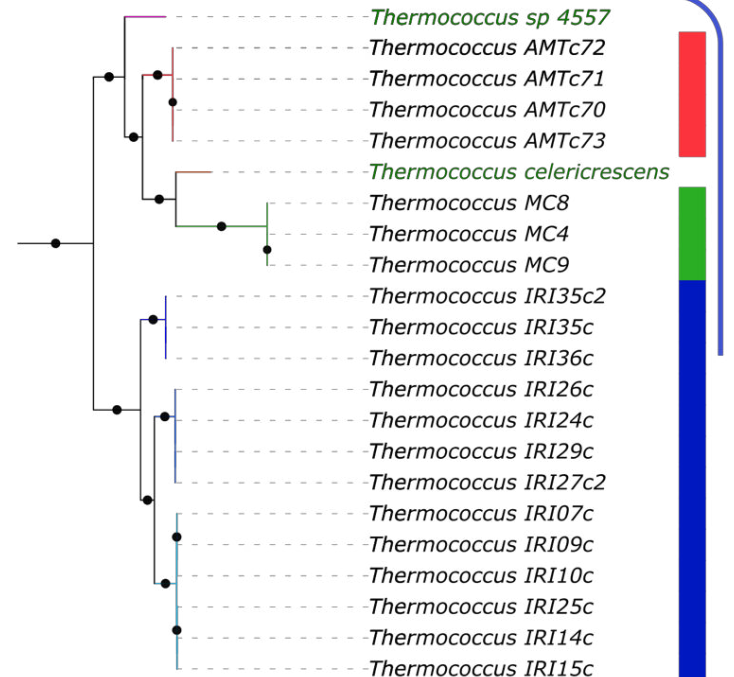 Thermococcus sp 4557
Thermococcus AMTc72
Thermococcus AMTc71
Thermococcus AMTc70
Thermococcus AMTc73
Thermococcus celericrescens
Thermococcus MC8
Thermococcus MC4
Thermococcus MC9
Thermococcus IRI35c2
Thermococcus IRI35c
Thermococcus IRI36c
Thermococcus IRI26c
Thermococcus IRI24c
Thermococcus IRI29c
Thermococcus IRI27c2
Thermococcus IRI07c
Thermococcus IRI09c
Thermococcus IRI10c
Thermococcus IRI25c
Thermococcus IRI14c
Thermococcus IRI15c